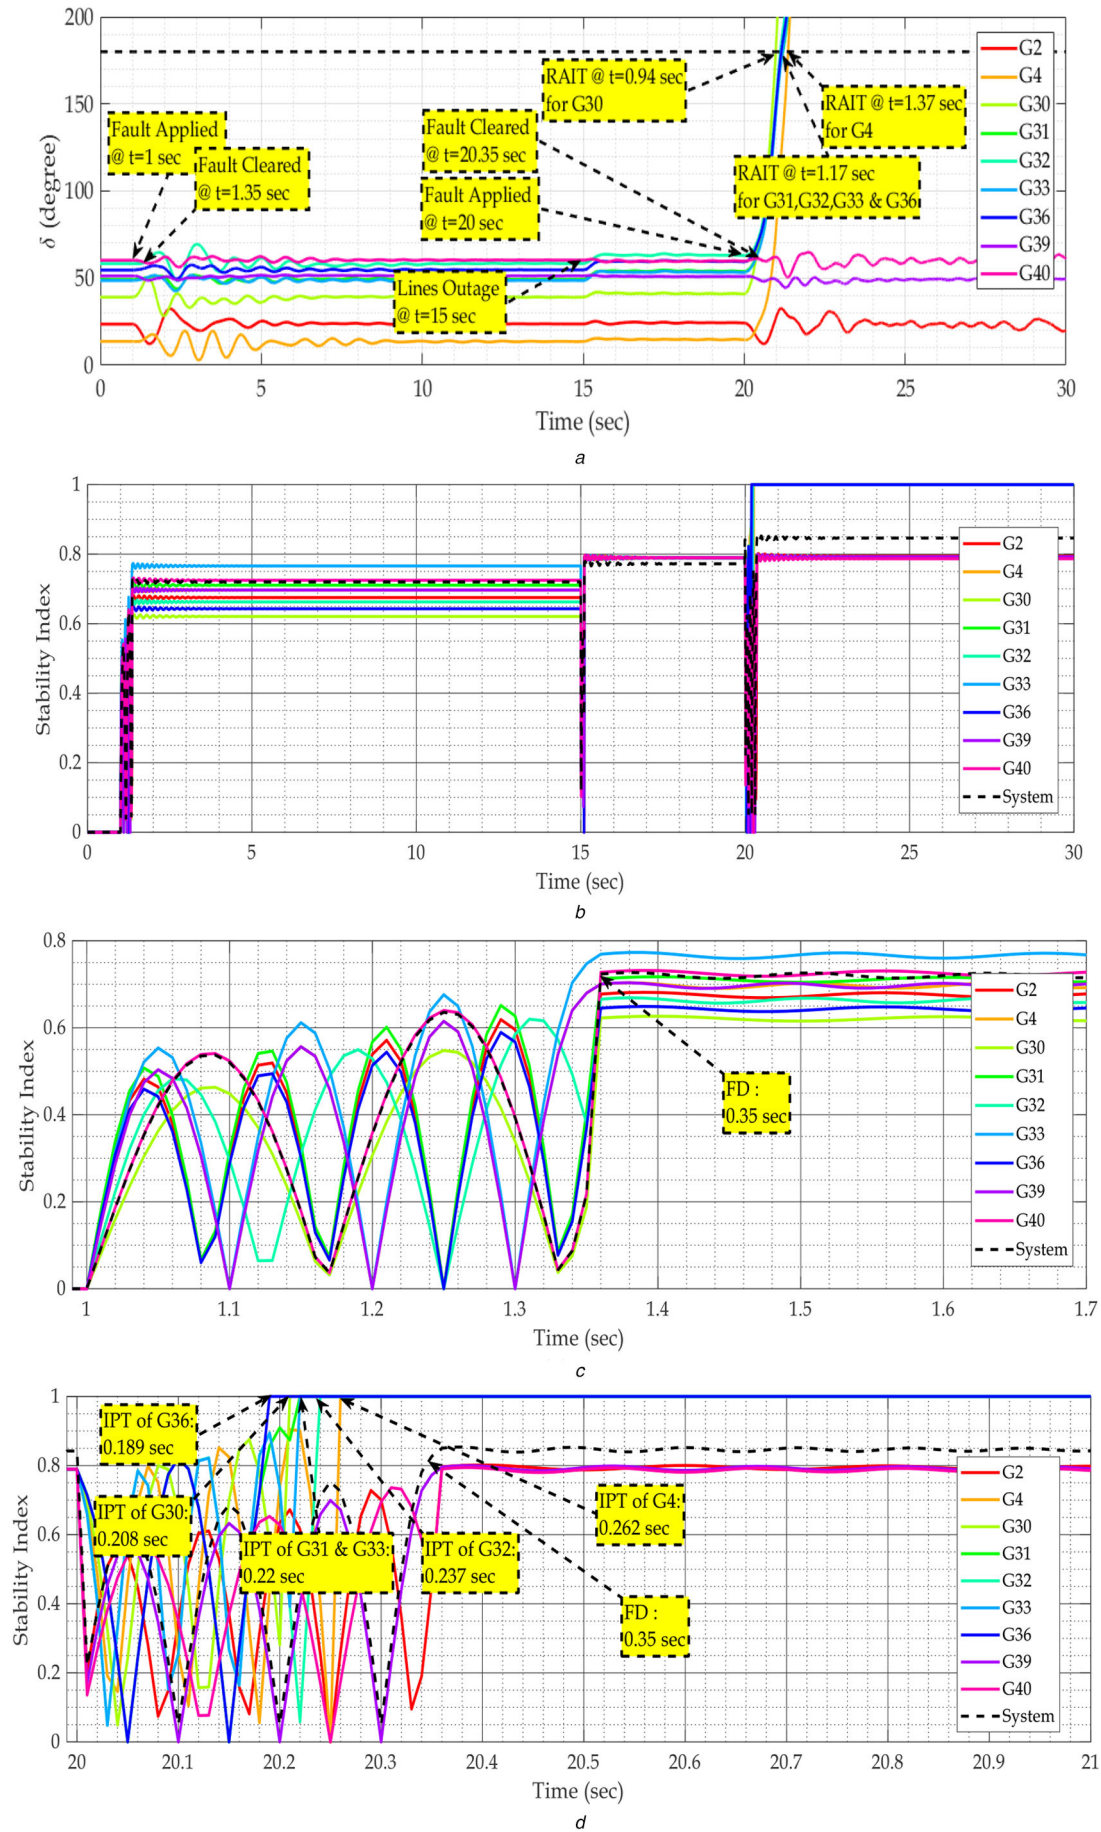 200
150
100
50
0
δ (degree)
Fault Applied
@ t=1 sec
Fault Cleared
@ t=1.35 sec
Fault Cleared
@ t=20.35 sec
Fault Applied
@ t=20 sec
Lines Outage
@ t=15 sec
RAIT @ t=0.94 sec
for G30
RAIT @ t=1.37 sec
for G4
RAIT @ t=1.17 sec
for G31,G32,G33 & G36
G2
G4
G30
G31
G32
G33
G36
G39
G40
0 5 10 15 20 25 30
Time (sec)
a
1
0.8
0.6
0.4
0.2
0
Stability Index
G2
G4
G30
G31
G32
G33
G36
G39
G40
System
0 5 10 15 20 25 30
Time (sec)
b
0.8
0.6
0.4
0.2
0
Stability Index
FD :
0.35 sec
G2
G4
G30
G31
G32
G33
G36
G39
G40
System
1 1.1 1.2 1.3 1.4 1.5 1.6 1.7
Time (sec)
c
1
0.8
0.6
0.4
0.2
0
Stability Index
IPT of G36:
0.189 sec
IPT of G30:
0.208 sec
IPT of G31 & G33:
0.22 sec
IPT of G32:
0.237 sec
IPT of G4:
0.262 sec
FD :
0.35 sec
G2
G4
G30
G31
G32
G33
G36
G39
G40
System
20 20.1 20.2 20.3 20.4 20.5 20.6 20.7 20.8 20.9 21
Time (sec)
d